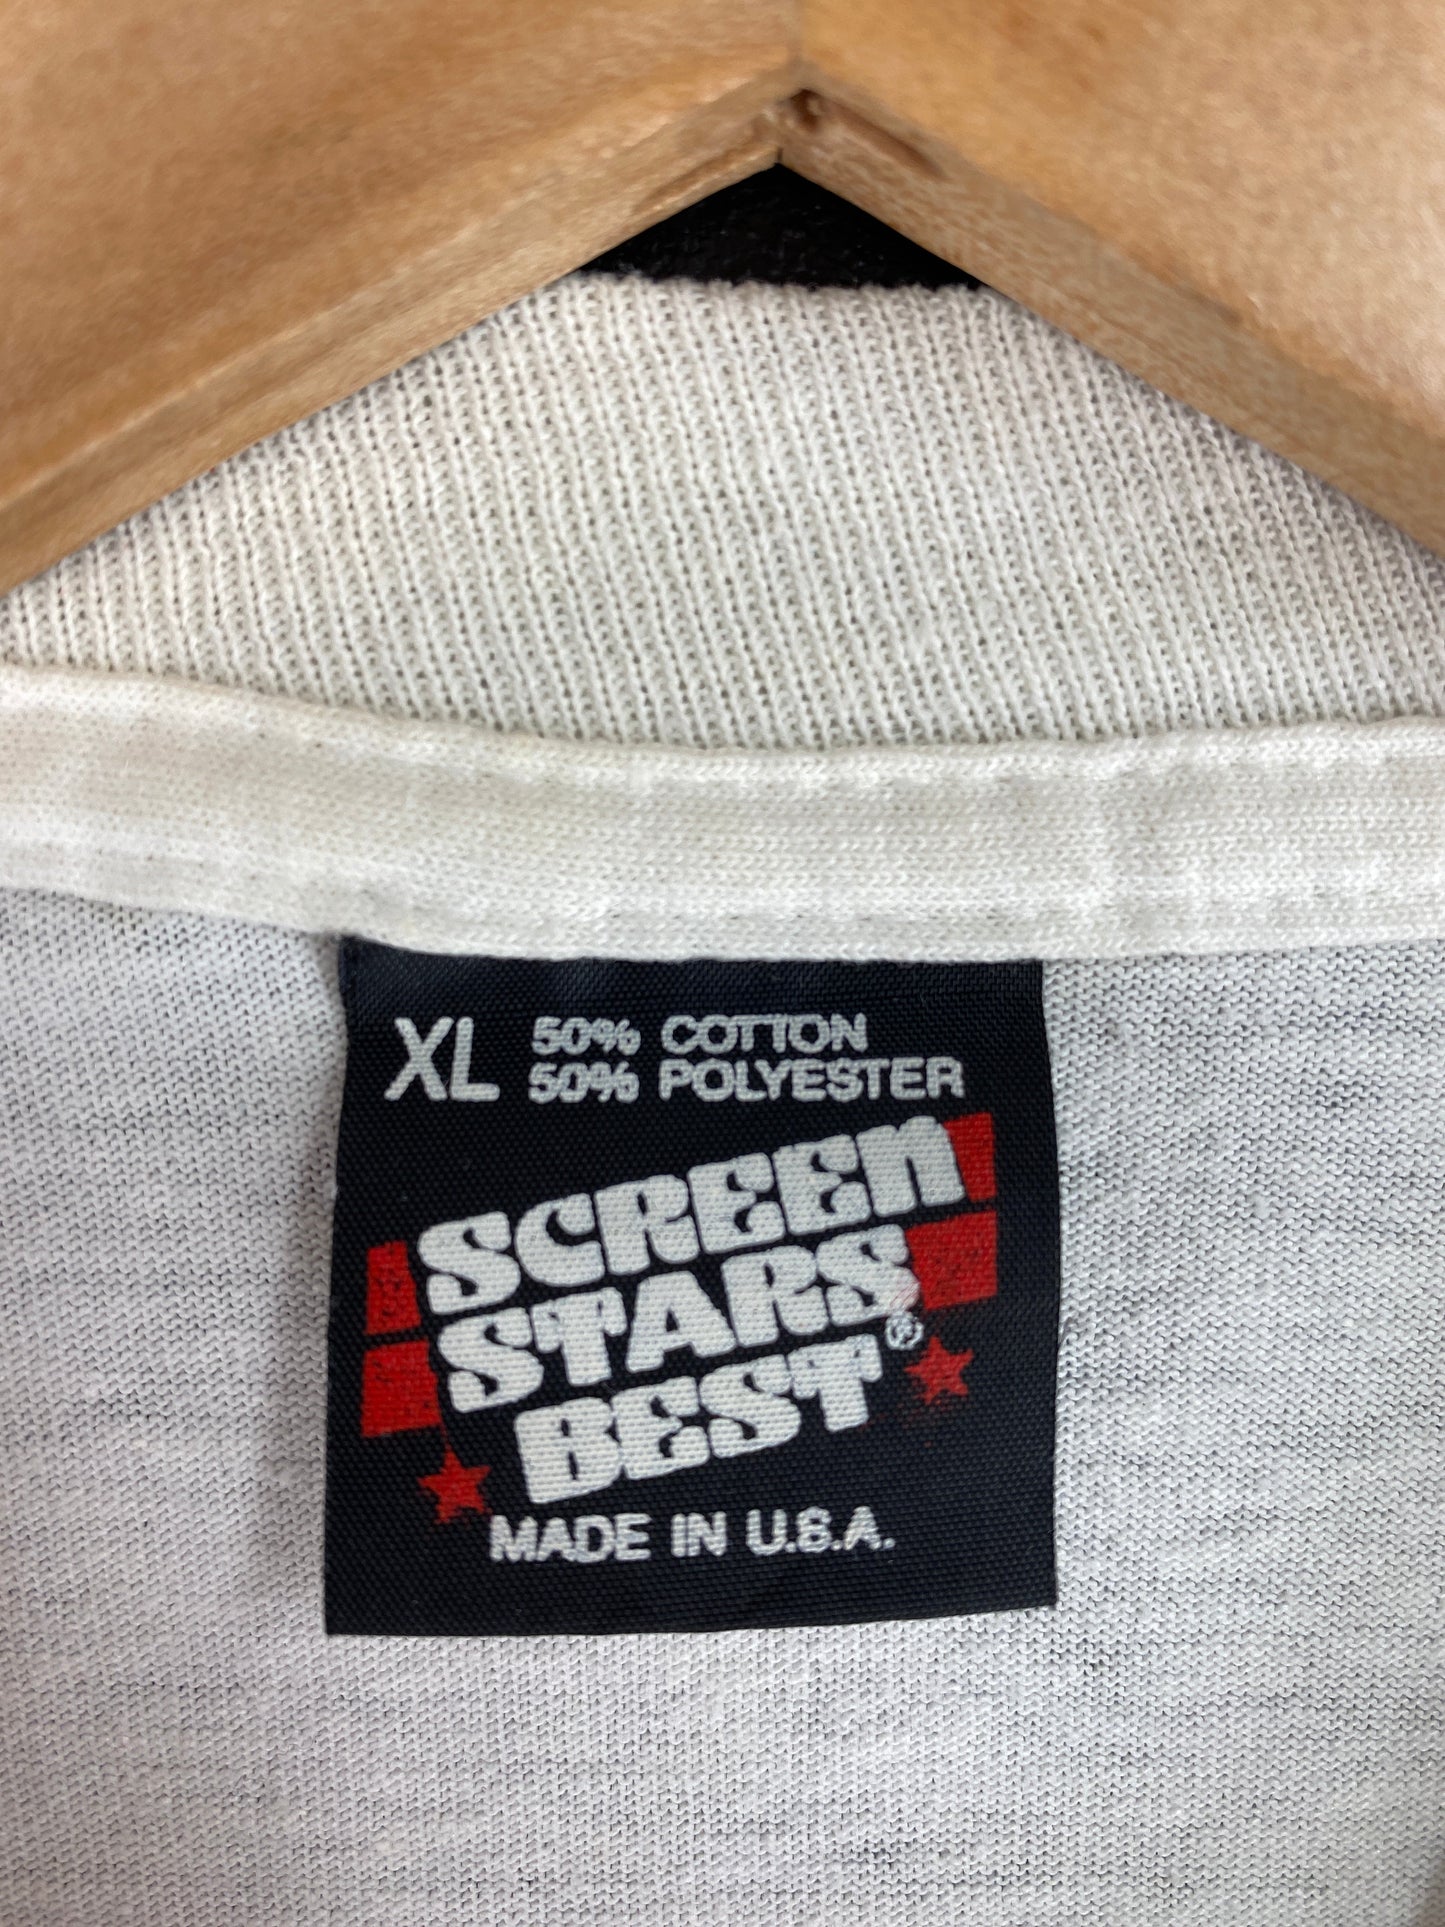 XL 50% COTTON
50% POLYESTER
SCREEN
STARS
BEST®
MADE IN U.S.A.